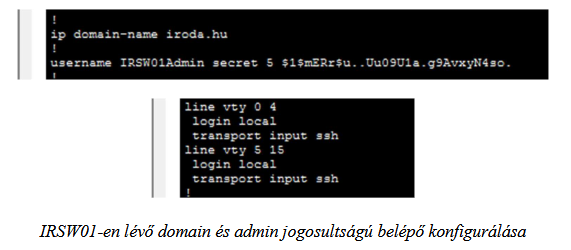 !
ip domain-name iroda.hu
!
username IRSW01Admin secret 5 $1$mERr$u..Uu09U1a.g9AvxyN4so.
!
line vty 0 4
login local
transport input ssh
line vty 5 15
login local
transport input ssh
!
IRSW01-en lévő domain és admin jogosultságú belépő konfigurálása